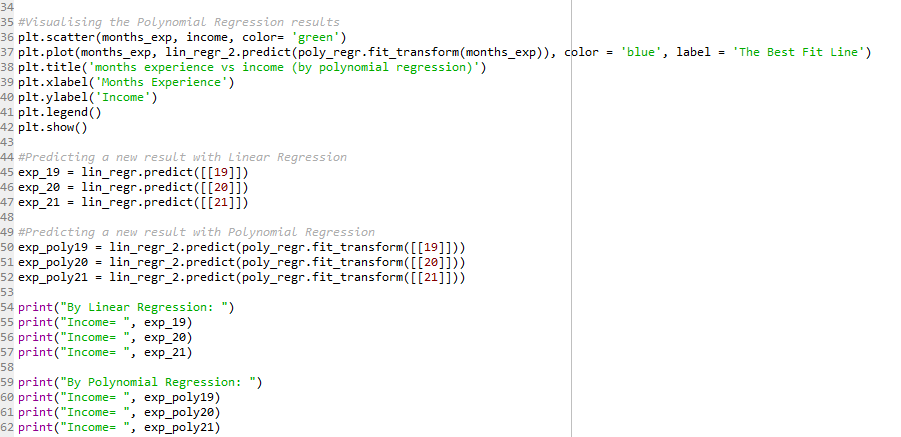 34
35 #Visualising the Polynomial Regression results
36 plt.scatter(months_exp, income, color= 'green')
37 plt.plot(months_exp, lin_regr_2.predict(poly_regr.fit_transform(months_exp)), color = 'blue', label = 'The Best Fit Line')
38 plt.title('months experience vs income (by polynomial regression)')
39 plt.xlabel('Months Experience')
40 plt.ylabel('Income')
41 plt.legend()
42 plt.show()
43
44 #Predicting a new result with Linear Regression
45 exp_19 = lin_regr.predict([[19]])
46 exp_20 = lin_regr.predict([[20]])
47 exp_21 = lin_regr.predict([[21]])
48
49 #Predicting a new result with Polynomial Regression
50 exp_poly19 = lin_regr_2.predict(poly_regr.fit_transform([[19]]))
51 exp_poly20 = lin_regr_2.predict(poly_regr.fit_transform([[20]]))
52 exp_poly21 = lin_regr_2.predict(poly_regr.fit_transform([[21]]))
53
54 print("By Linear Regression: ")
55 print("Income= ", exp_19)
56 print("Income= ", exp_20)
57 print("Income= ", exp_21)
58
59 print("By Polynomial Regression: ")
60 print("Income= ", exp_poly19)
61 print("Income= ", exp_poly20)
62 print("Income= ", exp_poly21)